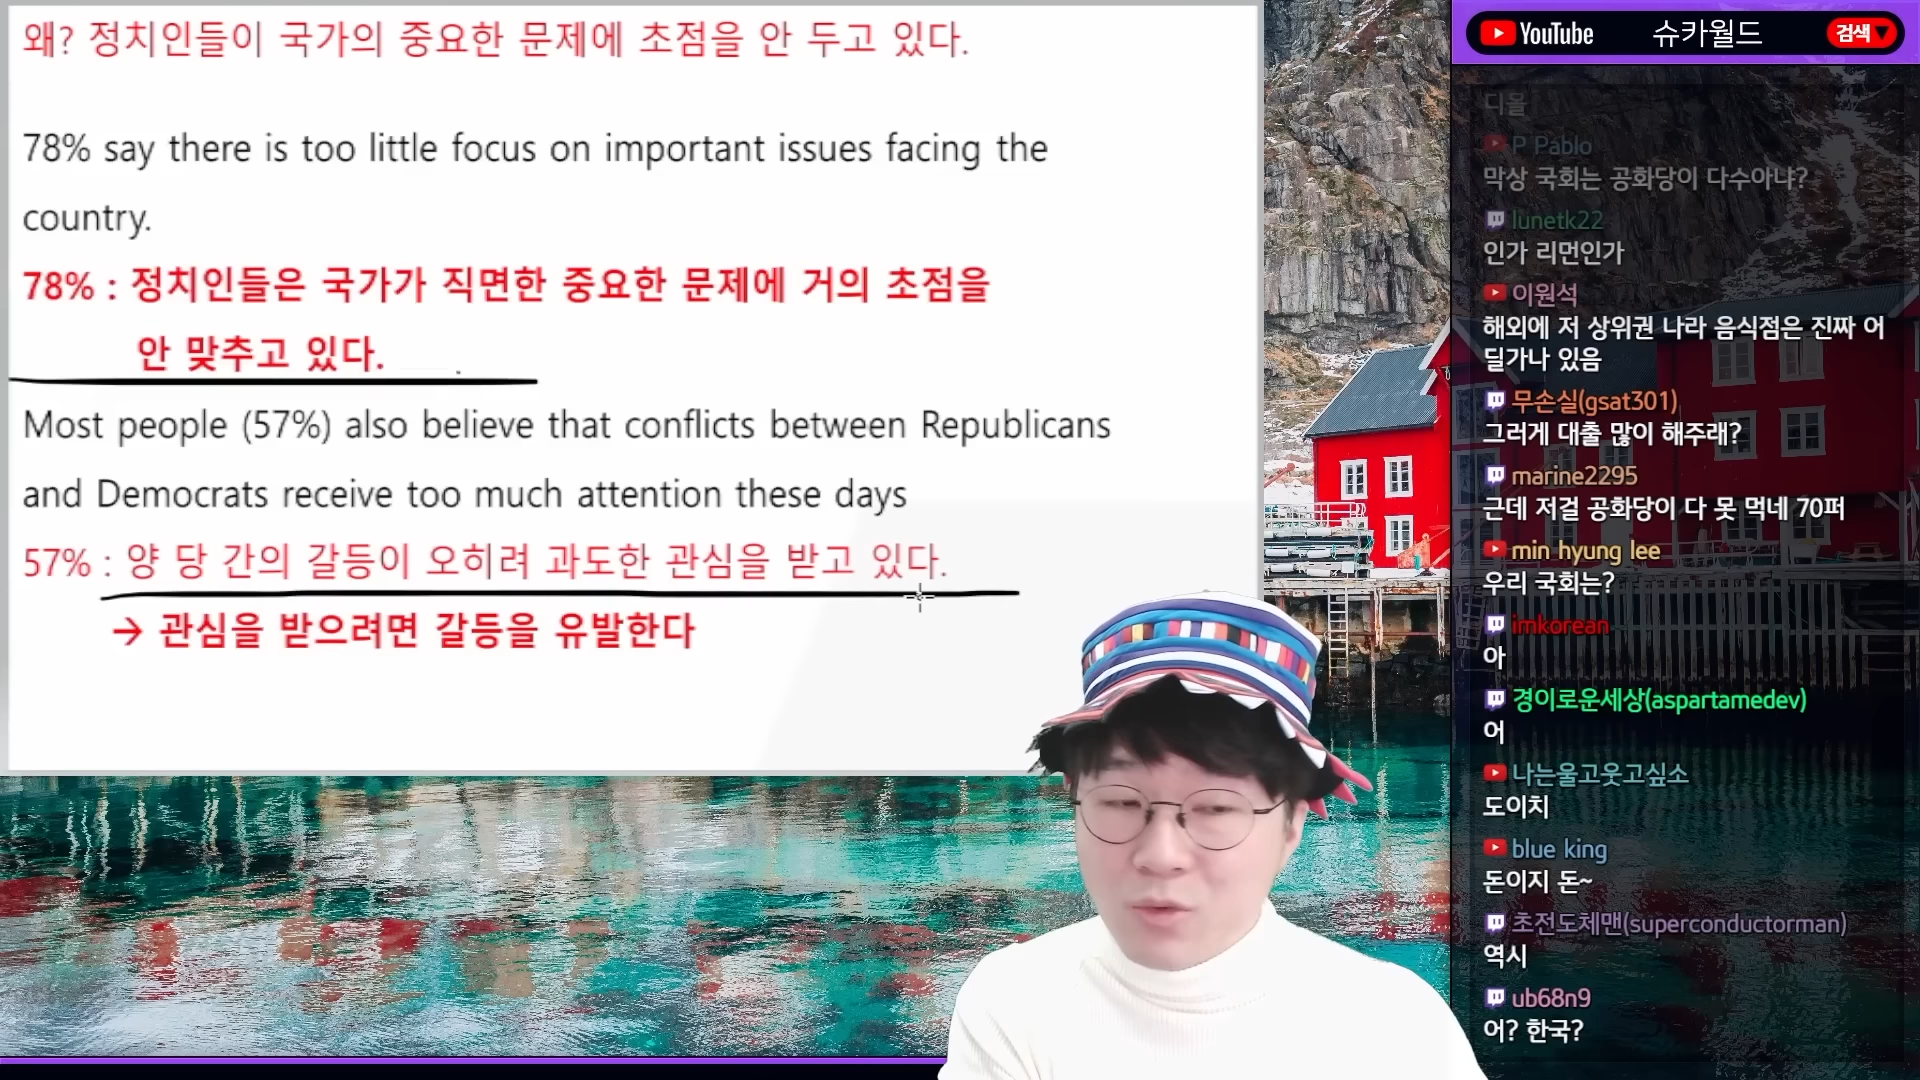 왜? 정치인들이 국가의 중요한 문제에 초점을 안 두고 있다.
78% say there is too little focus on important issues facing the
country.
78% : 정치인들은 국가가 직면한 중요한 문제에 거의 초점을
안 맞추고 있다.
Most people (57%) also believe that conflicts between Republicans
and Democrats receive too much attention these days
57% : 양 당 간의 갈등이 오히려 과도한 관심을 받고 있다.
→ 관심을 받으려면 갈등을 유발한다
YouTube 슈카월드 검색
디올
P Pablo
막상 국회는 공화당이 다수아냐?
lunetk22
인가 리먼인가
이원석
해외에 저 상위권 나라 음식점은 진짜 어
딜가나 있음
무손실(gsat301)
그러게 대출 많이 해주래?
marine2295
근데 저걸 공화당이 다 못 먹네 70퍼
min hyung lee
우리 국회는?
imkorean
아
경이로운세상(aspartamedev)
어
나는울고웃고싶소
도이치
blue king
돈이지 돈~
초전도체맨(superconductorman)
역시
ub68n9
어? 한국?